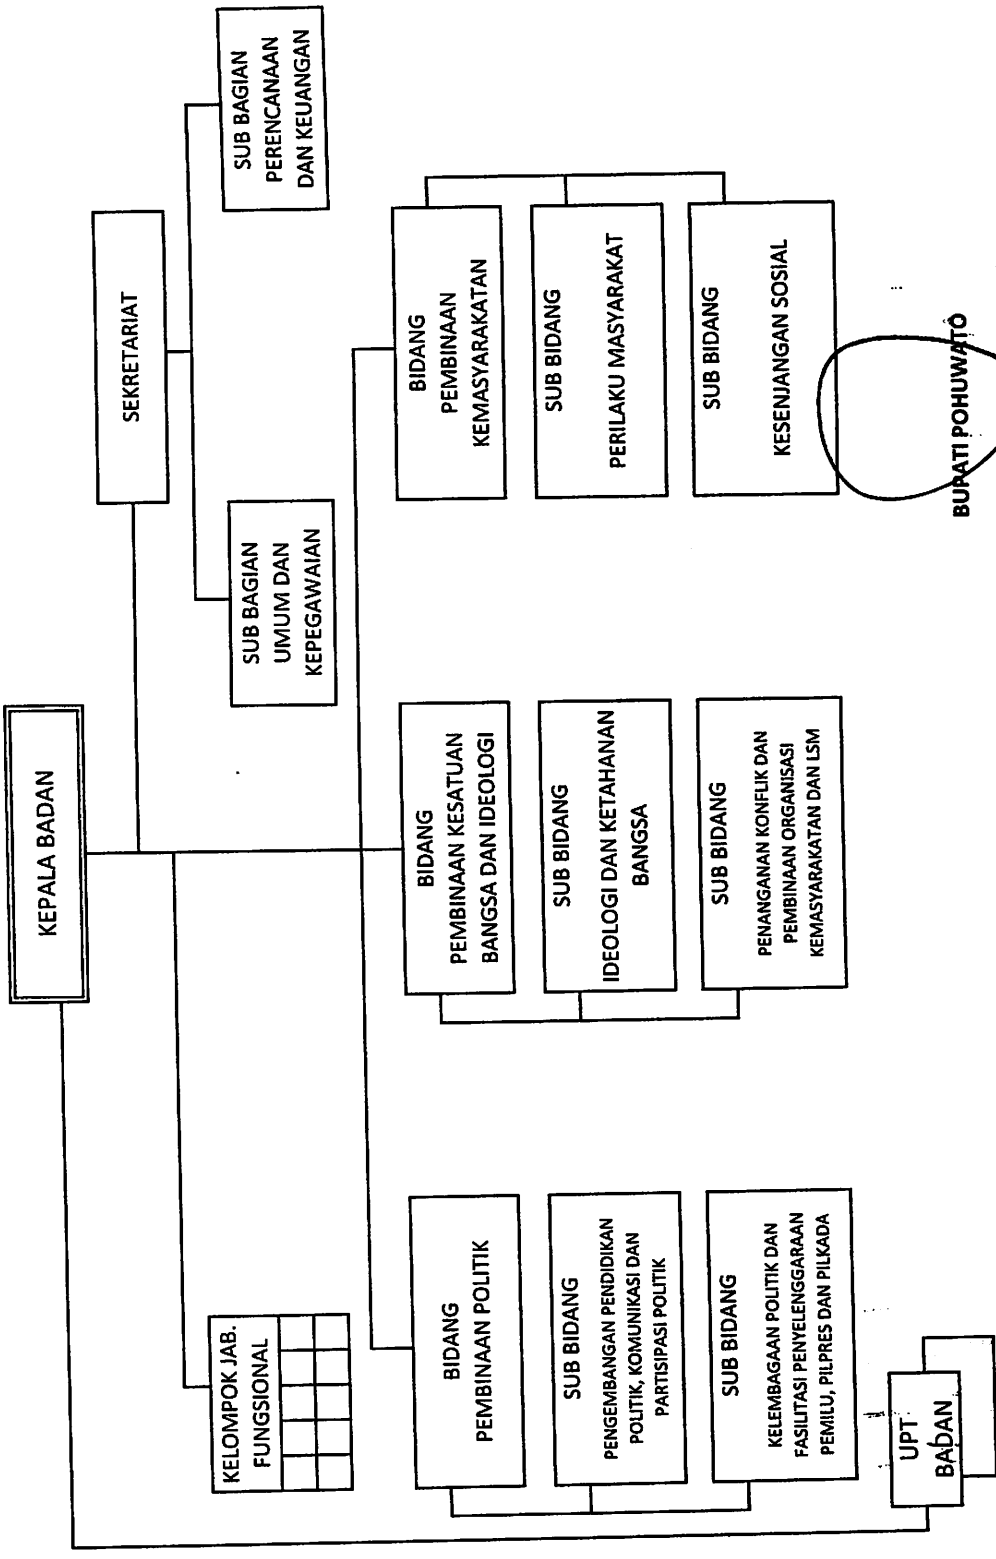 KEPALA BADAN
SEKRETARIAT
SUB BAGIAN
UMUM DAN
KEPEGAWAIAN
SUB BAGIAN
PERENCANAAN
DAN KEUANGAN
KELOMPOK JAB.
FUNGSIONAL
BIDANG
PEMBINAAN POLITIK
SUB BIDANG
PENGEMBANGAN PENDIDIKAN
POLITIK, KOMUNIKASI DAN
PARTISIPASI POLITIK
SUB BIDANG
KELEMBAGAAN POLITIK DAN
FASILITASI PENYELENGGARAAN
PEMILU, PILPRES DAN PILKADA
BIDANG
PEMBINAAN KESATUAN
BANGSA DAN IDEOLOGI
SUB BIDANG
IDEOLOGI DAN KETAHANAN
BANGSA
SUB BIDANG
PENANGANAN KONFLIK DAN
PEMBINAAN ORGANISASI
KEMASYARAKATAN DAN LSM
BIDANG
PEMBINAAN
KEMASYARAKATAN
SUB BIDANG
PERILAKU MASYARAKAT
SUB BIDANG
KESENJANGAN SOSIAL
UPT
BADAN
BUPATI POHUWATO